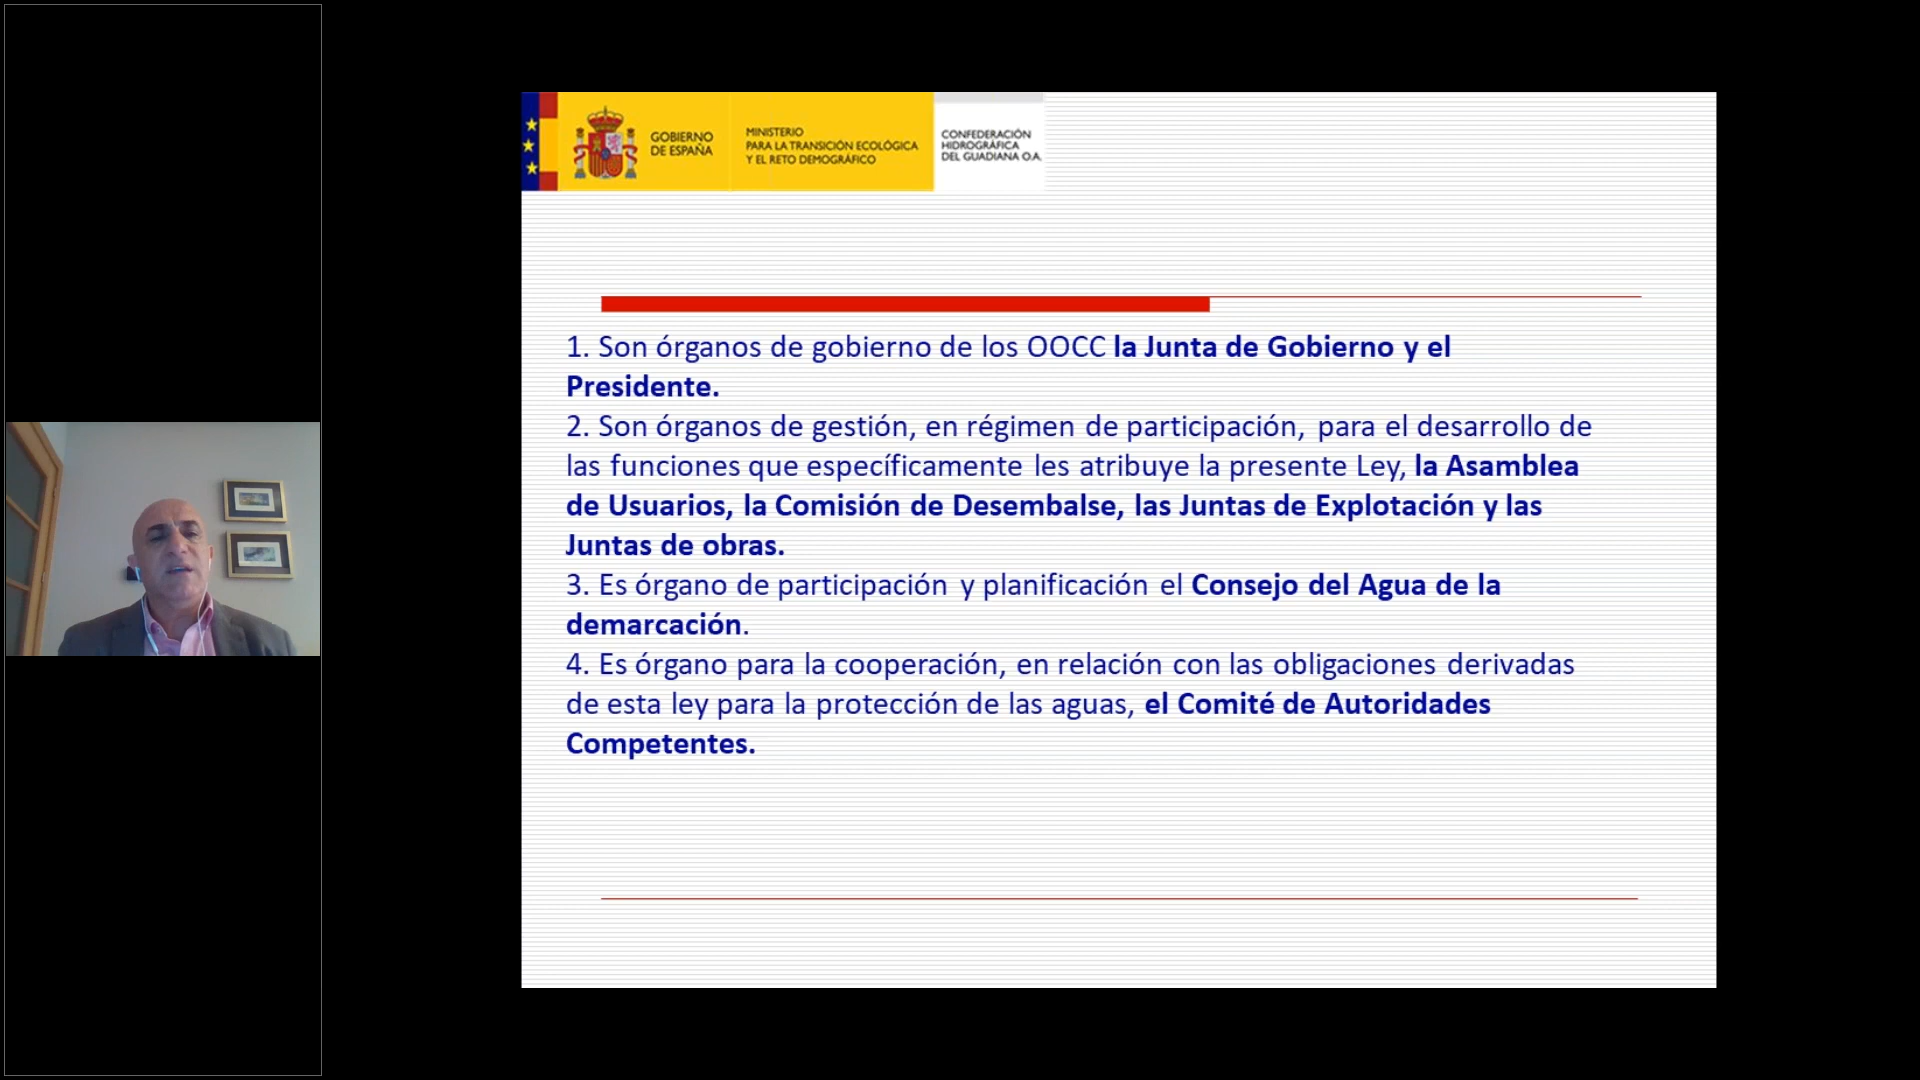 GOBIERNO
DE ESPAÑA
MINISTERIO
PARA LA TRANSICIÓN ECOLÓGICA
Y EL RETO DEMOGRÁFICO
CONFEDERACIÓN
HIDROGRÁFICA
DEL GUADIANA O.A.
1. Son órganos de gobierno de los OOCC la Junta de Gobierno y el
Presidente.
2. Son órganos de gestión, en régimen de participación, para el desarrollo de
las funciones que específicamente les atribuye la presente Ley, la Asamblea
de Usuarios, la Comisión de Desembalse, las Juntas de Explotación y las
Juntas de obras.
3. Es órgano de participación y planificación el Consejo del Agua de la
demarcación.
4. Es órgano para la cooperación, en relación con las obligaciones derivadas
de esta ley para la protección de las aguas, el Comité de Autoridades
Competentes.